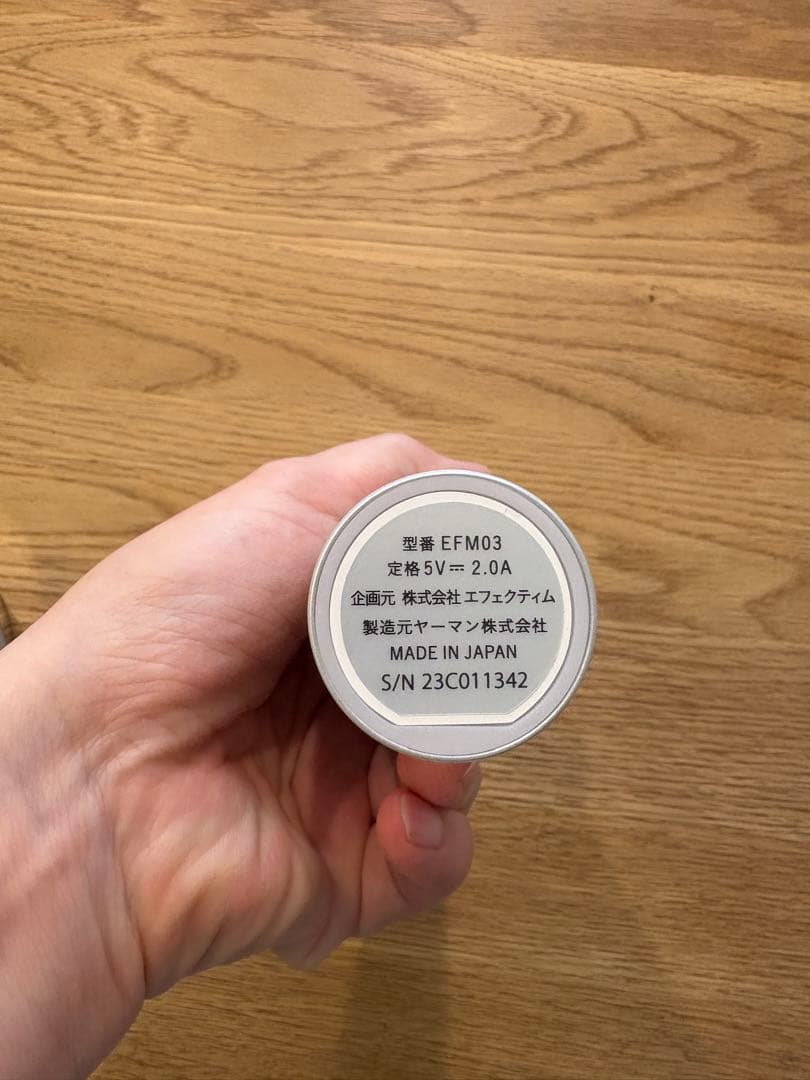 型番 EFM03
定格 5V⎓ 2.0A
企画元 株式会社 エフェクティム
製造元ヤーマン株式会社
MADE IN JAPAN
S/N 23C011342